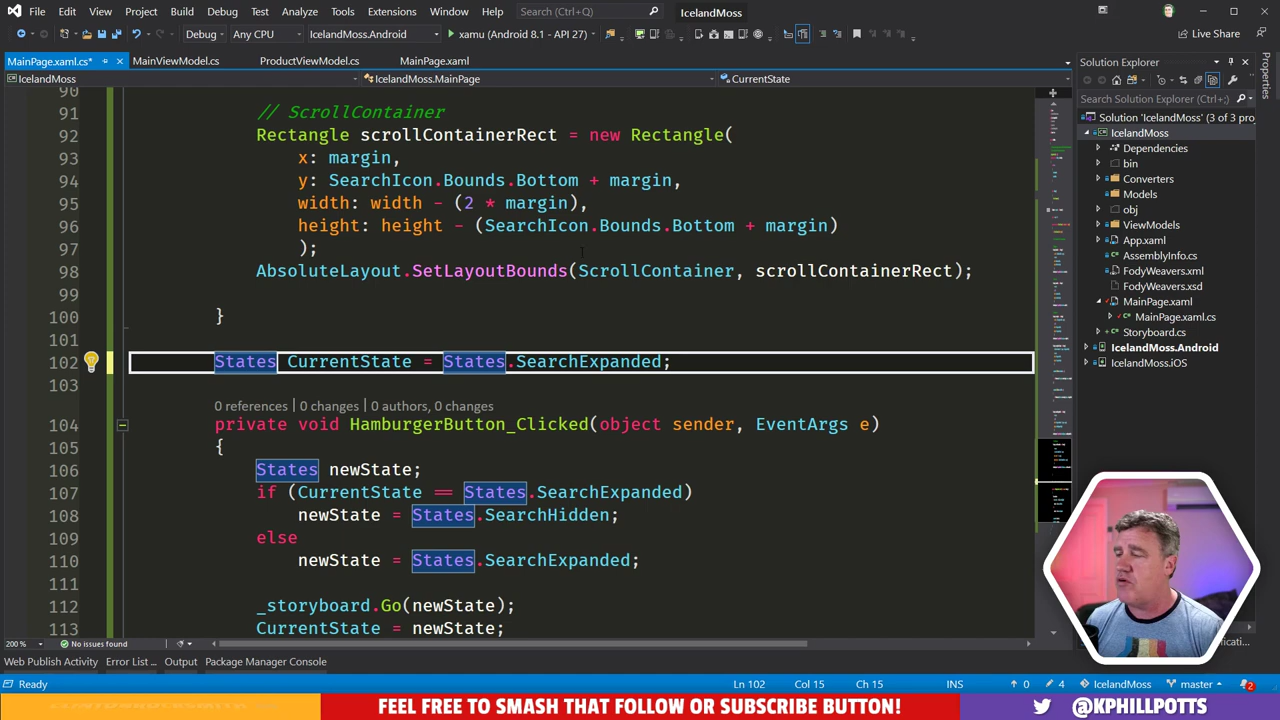 File Edit View Project Build Debug Test Analyze Tools Extensions Window Help Search (Ctrl+Q) IcelandMoss
Debug Any CPU IcelandMoss.Android xamu (Android 8.1 - API 27) Live Share
MainPage.xaml.cs* MainViewModel.cs ProductViewModel.cs MainPage.xaml
IcelandMoss IcelandMoss.MainPage CurrentState
90
91 // ScrollContainer
92 Rectangle scrollContainerRect = new Rectangle(
93 x: margin,
94 y: SearchIcon.Bounds.Bottom + margin,
95 width: width - (2 * margin),
96 height: height - (SearchIcon.Bounds.Bottom + margin)
97 );
98 AbsoluteLayout.SetLayoutBounds(ScrollContainer, scrollContainerRect);
99
100 }
101
102 States CurrentState = States.SearchExpanded;
103
0 references | 0 changes | 0 authors, 0 changes
104 private void HamburgerButton_Clicked(object sender, EventArgs e)
105 {
106 States newState;
107 if (CurrentState == States.SearchExpanded)
108 newState = States.SearchHidden;
109 else
110 newState = States.SearchExpanded;
111
112 _storyboard.Go(newState);
113 CurrentState = newState;
200 % No issues found
Web Publish Activity Error List ... Output Package Manager Console
Ready Ln 102 Col 15 Ch 15 INS 0 4 IcelandMoss master 2
Solution Explorer
Search Solution Explorer (Ctrl+;)
Solution 'IcelandMoss' (3 of 3 pro
IcelandMoss
Dependencies
bin
Converters
Models
obj
ViewModels
App.xaml
AssemblyInfo.cs
FodyWeavers.xml
FodyWeavers.xsd
MainPage.xaml
MainPage.xaml.cs
Storyboard.cs
IcelandMoss.Android
IcelandMoss.iOS
Properties
FEEL FREE TO SMASH THAT FOLLOW OR SUBSCRIBE BUTTON!
@KPHILLPOTTS